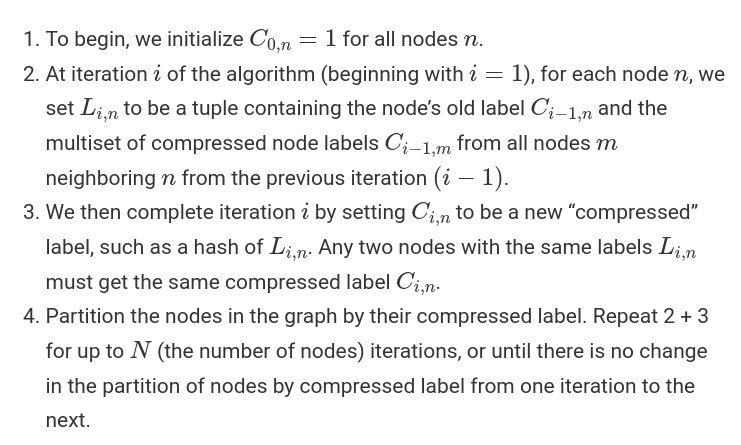 1. To begin, we initialize C_{0,n} = 1 for all nodes n.
2. At iteration i of the algorithm (beginning with i = 1), for each node n, we
set L_{i,n} to be a tuple containing the node’s old label C_{i−1,n} and the
multiset of compressed node labels C_{i−1,m} from all nodes m
neighboring n from the previous iteration (i − 1).
3. We then complete iteration i by setting C_{i,n} to be a new “compressed”
label, such as a hash of L_{i,n}. Any two nodes with the same labels L_{i,n}
must get the same compressed label C_{i,n}.
4. Partition the nodes in the graph by their compressed label. Repeat 2 + 3
for up to N (the number of nodes) iterations, or until there is no change
in the partition of nodes by compressed label from one iteration to the
next.